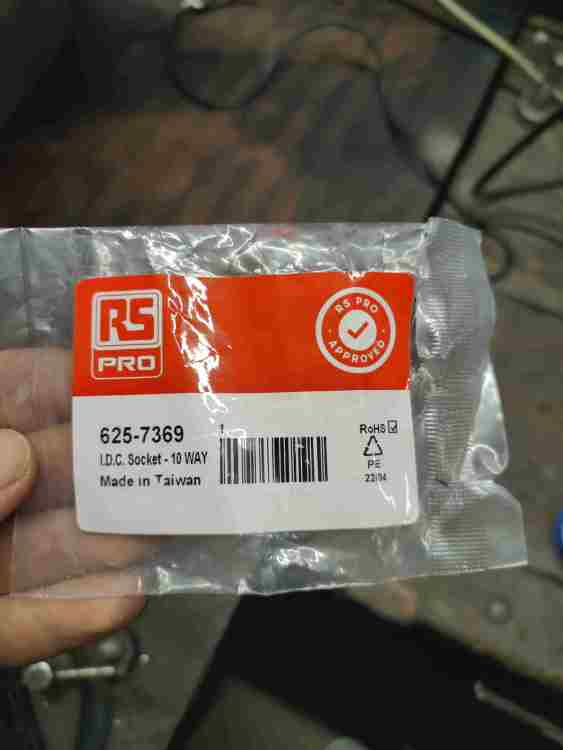 RS
PRO
RS PRO
APPROVED
625-7369
I.D.C. Socket - 10 WAY
Made in Taiwan
RoHS
PE
22/04